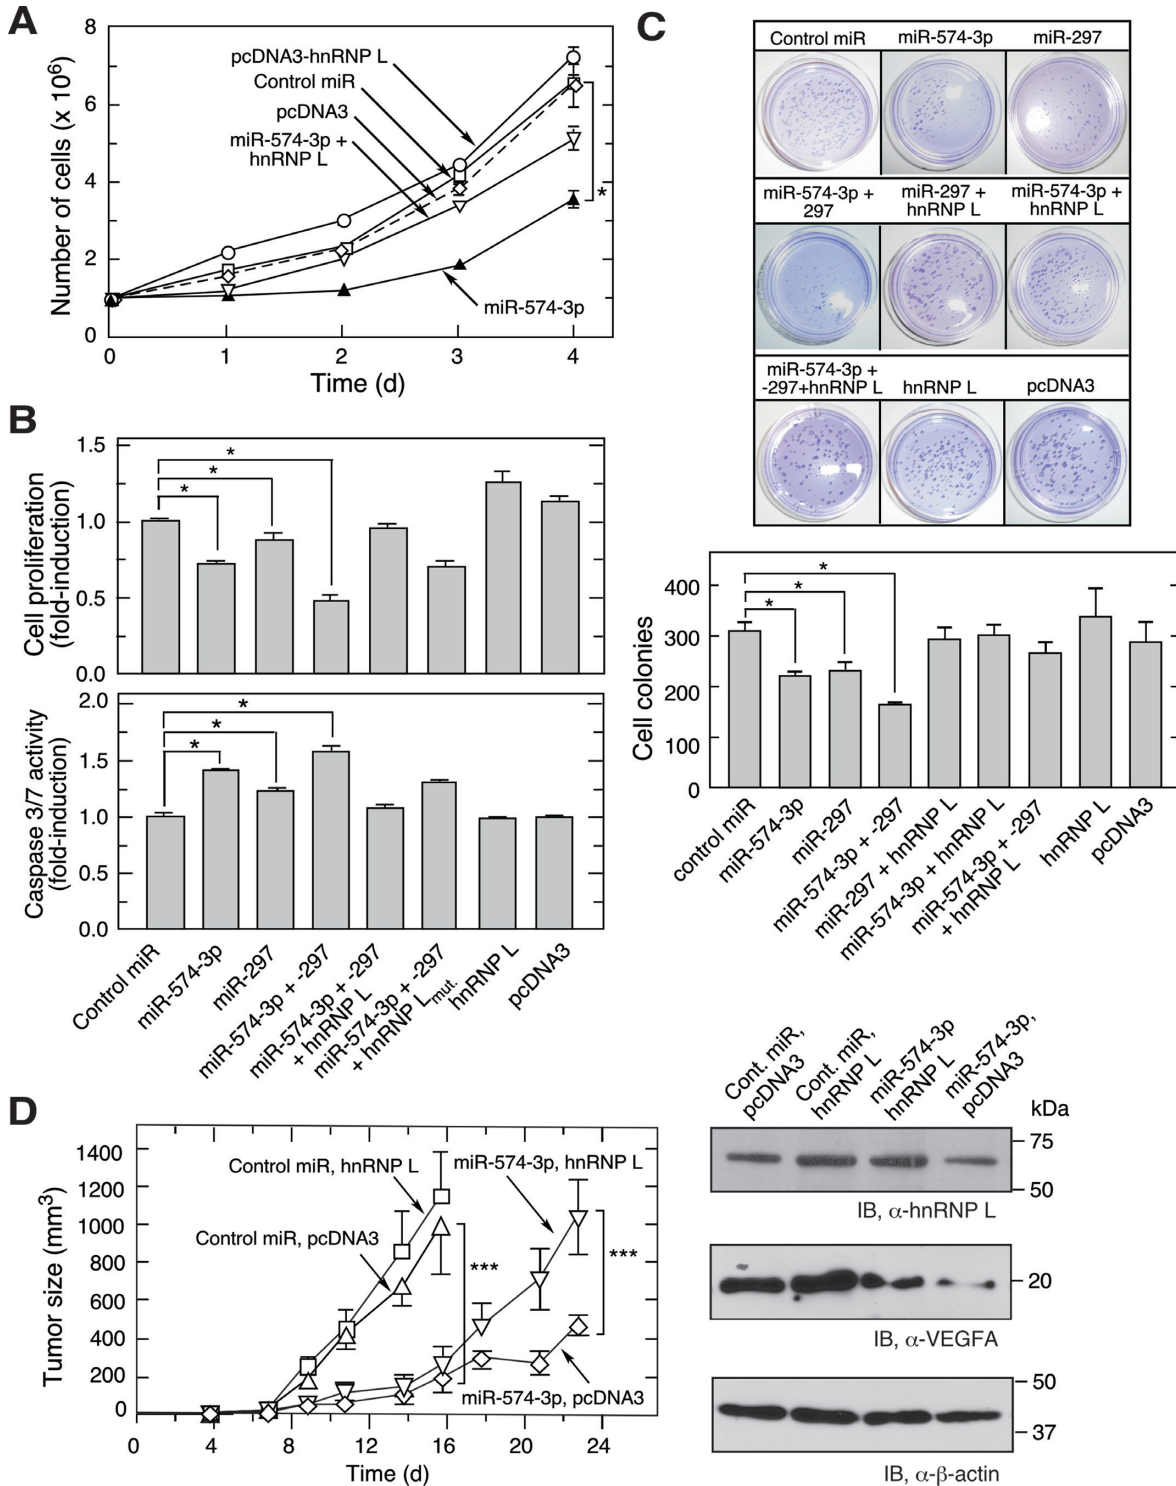 A
8
6
4
2
0
Number of cells (x 10⁶)
pcDNA3-hnRNP L
Control miR
pcDNA3
miR-574-3p +
hnRNP L
*
miR-574-3p
0 1 2 3 4
Time (d)
B
1.5
1.0
0.5
0.0
Cell proliferation
(fold-induction)
*
*
*
2.0
1.5
1.0
0.5
0.0
Caspase 3/7 activity
(fold-induction)
*
*
*
Control miR
miR-574-3p
miR-297
miR-574-3p + -297
miR-574-3p + -297
+ hnRNP L
miR-574-3p + -297
+ hnRNP Lmut.
hnRNP L
pcDNA3
C
Control miR miR-574-3p miR-297
miR-574-3p +
297
miR-297 +
hnRNP L
miR-574-3p +
hnRNP L
miR-574-3p +
-297+hnRNP L
hnRNP L
pcDNA3
400
300
200
100
0
Cell colonies
*
*
*
control miR
miR-574-3p
miR-297
miR-574-3p + -297
miR-297 + hnRNP L
miR-574-3p + hnRNP L
miR-574-3p + -297
+ hnRNP L
hnRNP L
pcDNA3
D
1400
1200
1000
800
600
400
200
0
Tumor size (mm³)
Control miR, hnRNP L
miR-574-3p, hnRNP L
Control miR, pcDNA3
***
***
miR-574-3p, pcDNA3
0 4 8 12 16 20 24
Time (d)
Cont. miR,
pcDNA3
Cont. miR,
hnRNP L
miR-574-3p
hnRNP L
miR-574-3p,
pcDNA3
kDa
75
50
IB, α-hnRNP L
20
IB, α-VEGFA
50
37
IB, α-β-actin